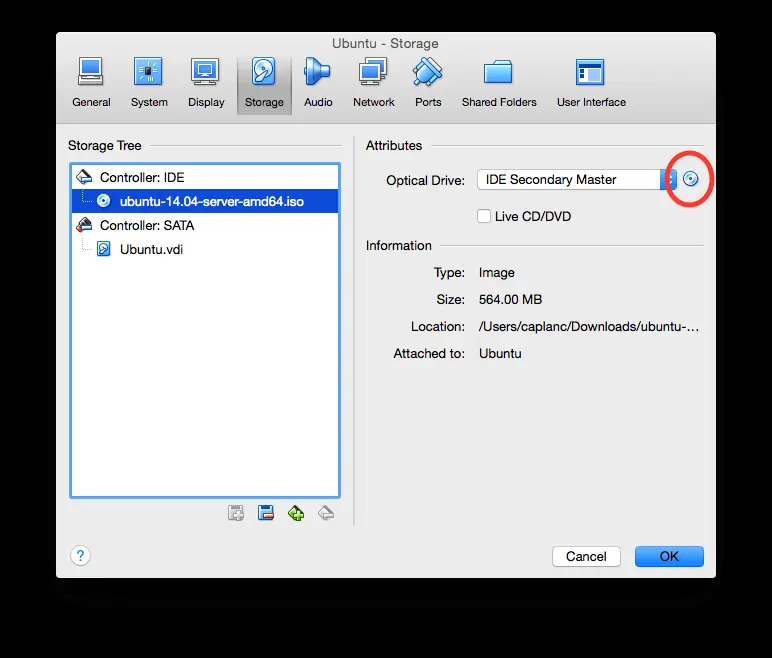 Ubuntu - Storage
General System Display Storage Audio Network Ports Shared Folders User Interface
Storage Tree
Controller: IDE
ubuntu-14.04-server-amd64.iso
Controller: SATA
Ubuntu.vdi
Attributes
Optical Drive: IDE Secondary Master
Live CD/DVD
Information
Type: Image
Size: 564.00 MB
Location: /Users/caplanc/Downloads/ubuntu-...
Attached to: Ubuntu
?
Cancel OK